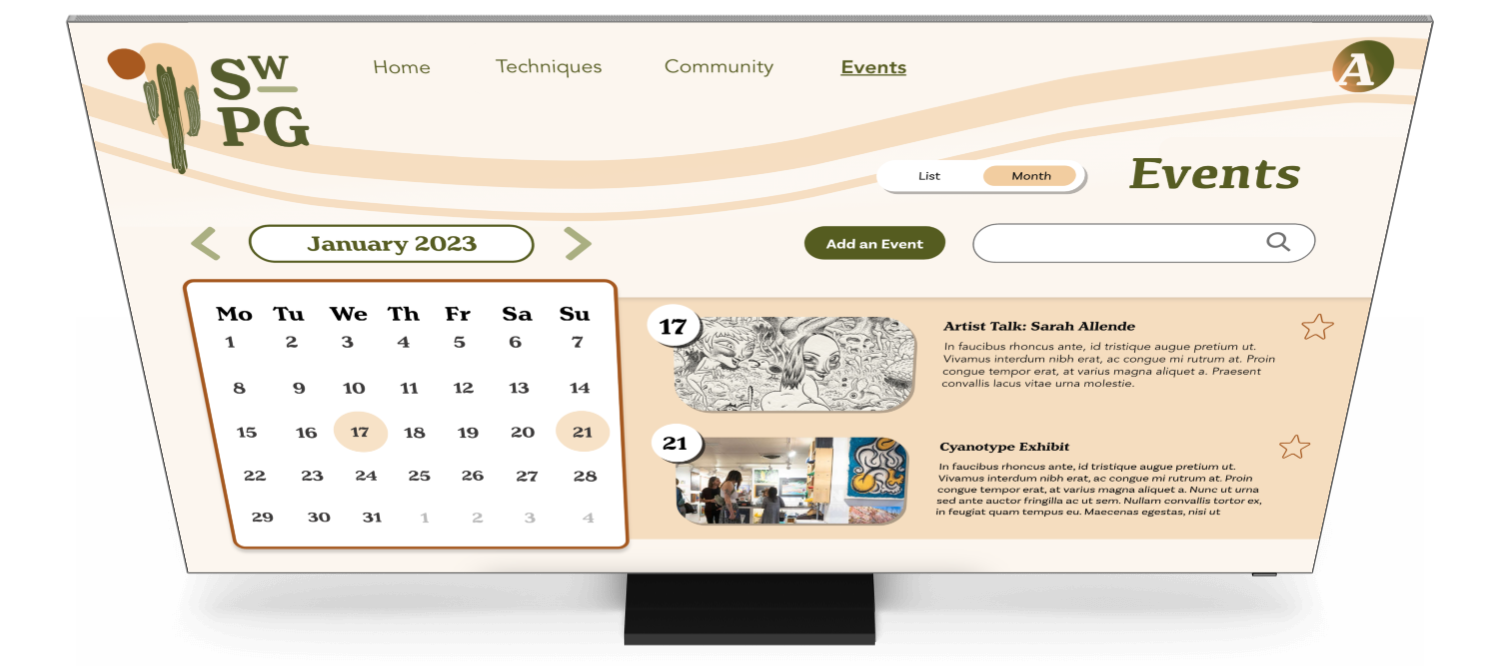 SW
PG
Home Techniques Community Events
A
List Month
Events
January 2023
Add an Event
Mo Tu We Th Fr Sa Su
1 2 3 4 5 6 7
8 9 10 11 12 13 14
15 16 17 18 19 20 21
22 23 24 25 26 27 28
29 30 31 1 2 3 4
17
Artist Talk: Sarah Allende
In faucibus rhoncus ante, id tristique augue pretium ut.
Vivamus interdum nibh erat, ac congue mi rutrum at. Proin
congue tempor erat, at varius magna aliquet a. Praesent
convallis lacus vitae urna molestie.
21
Cyanotype Exhibit
In faucibus rhoncus ante, id tristique augue pretium ut.
Vivamus interdum nibh erat, ac congue mi rutrum at. Proin
congue tempor erat, at varius magna aliquet a. Nunc ut urna
sed ante auctor fringilla ac ut sem. Nullam convallis tortor ex,
in feugiat quam tempus eu. Maecenas egestas, nisi ut